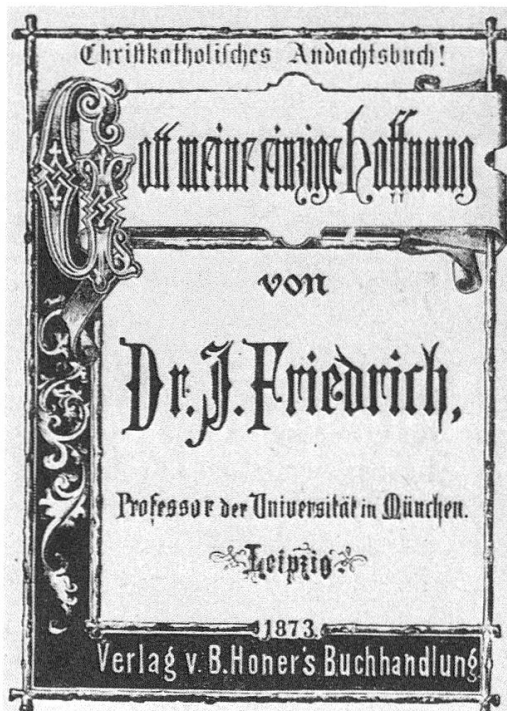 Christkatholisches Andachtsbuch!
Gott meine einzige Hoffnung
von
Dr. J. Friedrich,
Professor der Universität in München.
Leipzig.
1873.
Verlag v. B. Honer's Buchhandlung